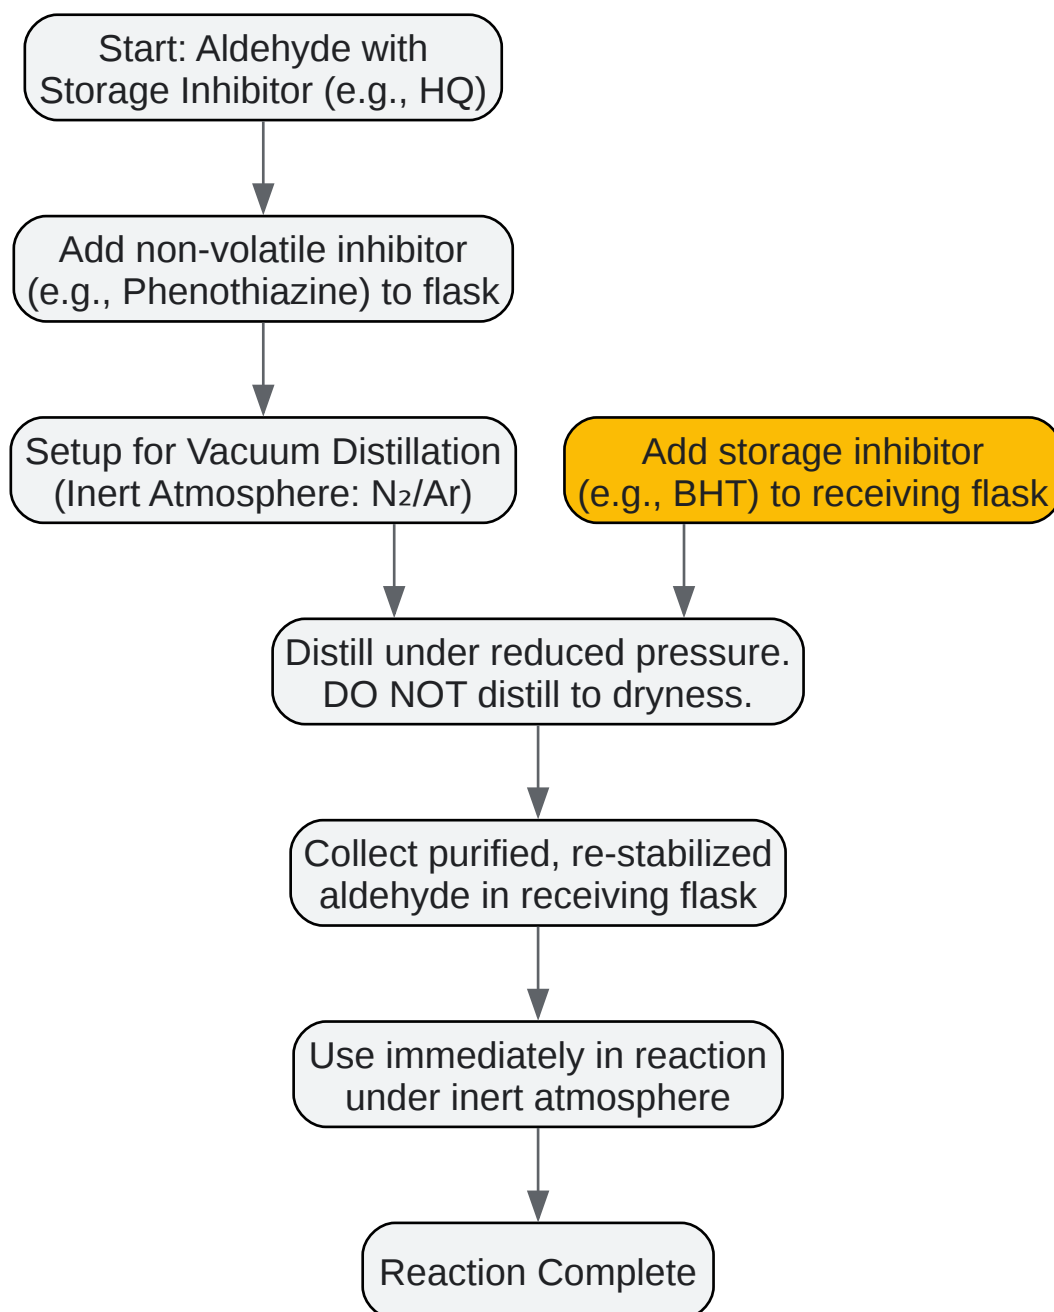 Start: Aldehyde with
Storage Inhibitor (e.g., HQ)
Add non-volatile inhibitor
(e.g., Phenothiazine) to flask
Setup for Vacuum Distillation
(Inert Atmosphere: N₂/Ar)
Add storage inhibitor
(e.g., BHT) to receiving flask
Distill under reduced pressure.
DO NOT distill to dryness.
Collect purified, re-stabilized
aldehyde in receiving flask
Use immediately in reaction
under inert atmosphere
Reaction Complete